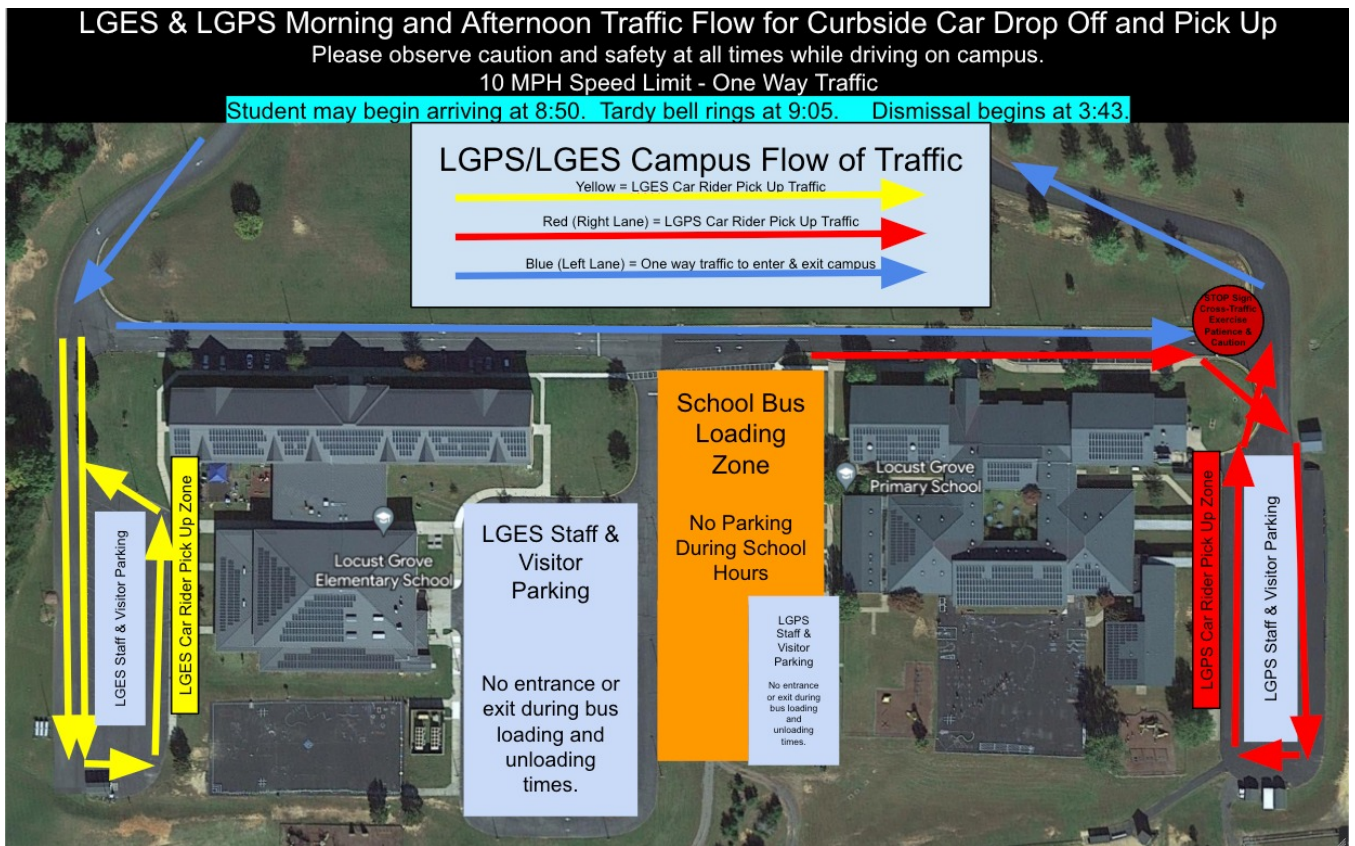 LGES & LGPS Morning and Afternoon Traffic Flow for Curbside Car Drop Off and Pick Up
Please observe caution and safety at all times while driving on campus.
10 MPH Speed Limit - One Way Traffic
Student may begin arriving at 8:50. Tardy bell rings at 9:05. Dismissal begins at 3:43.
LGPS/LGES Campus Flow of Traffic
Yellow = LGES Car Rider Pick Up Traffic
Red (Right Lane) = LGPS Car Rider Pick Up Traffic
Blue (Left Lane) = One way traffic to enter & exit campus
STOP Sign
Cross-Traffic
Exercise
Patience &
Caution
LGES Staff & Visitor Parking
LGES Car Rider Pick Up Zone
Locust Grove
Elementary School
LGES Staff &
Visitor
Parking
No entrance or
exit during bus
loading and
unloading
times.
School Bus
Loading
Zone
No Parking
During School
Hours
LGPS
Staff &
Visitor
Parking
No entrance
or exit during
bus loading
and
unloading
times.
Locust Grove
Primary School
LGPS Car Rider Pick Up Zone
LGPS Staff & Visitor Parking